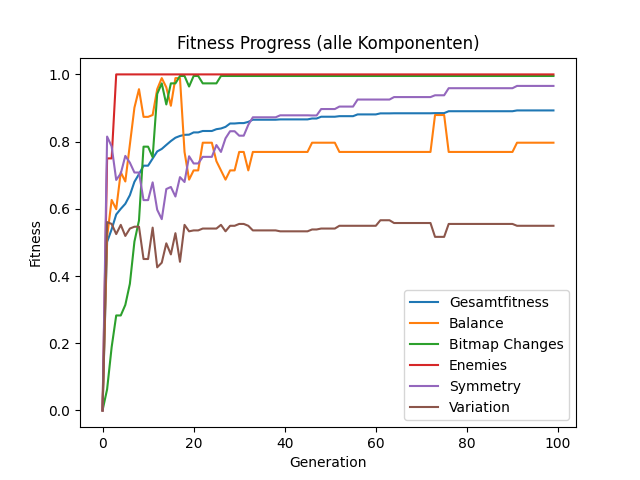 Fitness Progress (alle Komponenten)
Fitness
1.0
0.8
0.6
0.4
0.2
0.0
0 20 40 60 80 100
Generation
Gesamtfitness
Balance
Bitmap Changes
Enemies
Symmetry
Variation